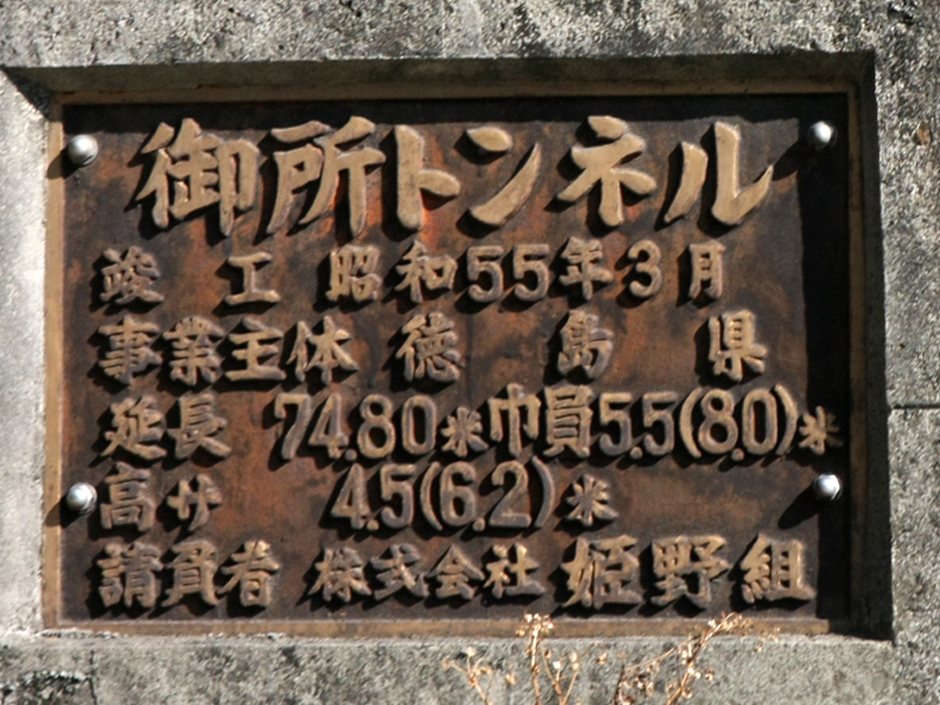 御所トンネル
竣工 昭和55年3月
事業主体 徳島県
延長 74.80米巾員5.5(8.0)米
高サ 4.5(6.2)米
請負者 株式会社 姫野組